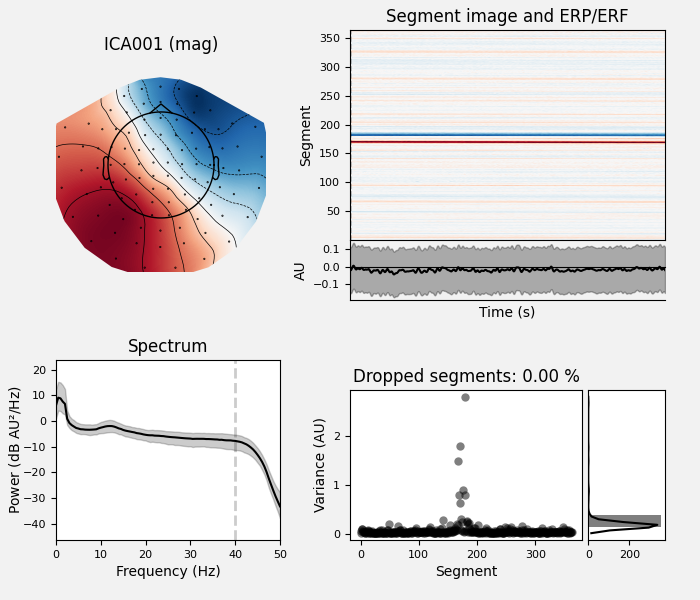 ICA001 (mag)
Segment image and ERP/ERF
Segment
350
300
250
200
150
100
50
AU
0.1
0.0
−0.1
Time (s)
Spectrum
Power (dB AU²/Hz)
20
10
0
−10
−20
−30
−40
0 10 20 30 40 50
Frequency (Hz)
Dropped segments: 0.00 %
Variance (AU)
2
1
0
0 100 200 300
Segment
0 200